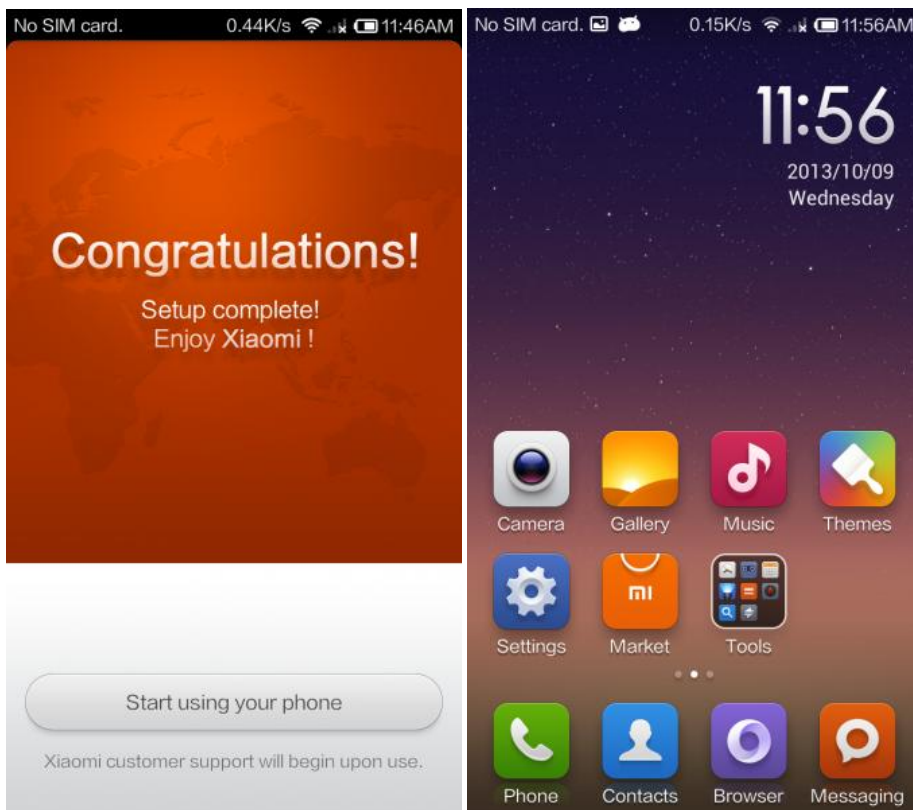 No SIM card. 0.44K/s 11:46AM
Congratulations!
Setup complete!
Enjoy Xiaomi !
Start using your phone
Xiaomi customer support will begin upon use.
No SIM card. 0.15K/s 11:56AM
11:56
2013/10/09
Wednesday
Camera Gallery Music Themes
mi
Settings Market Tools
Phone Contacts Browser Messaging